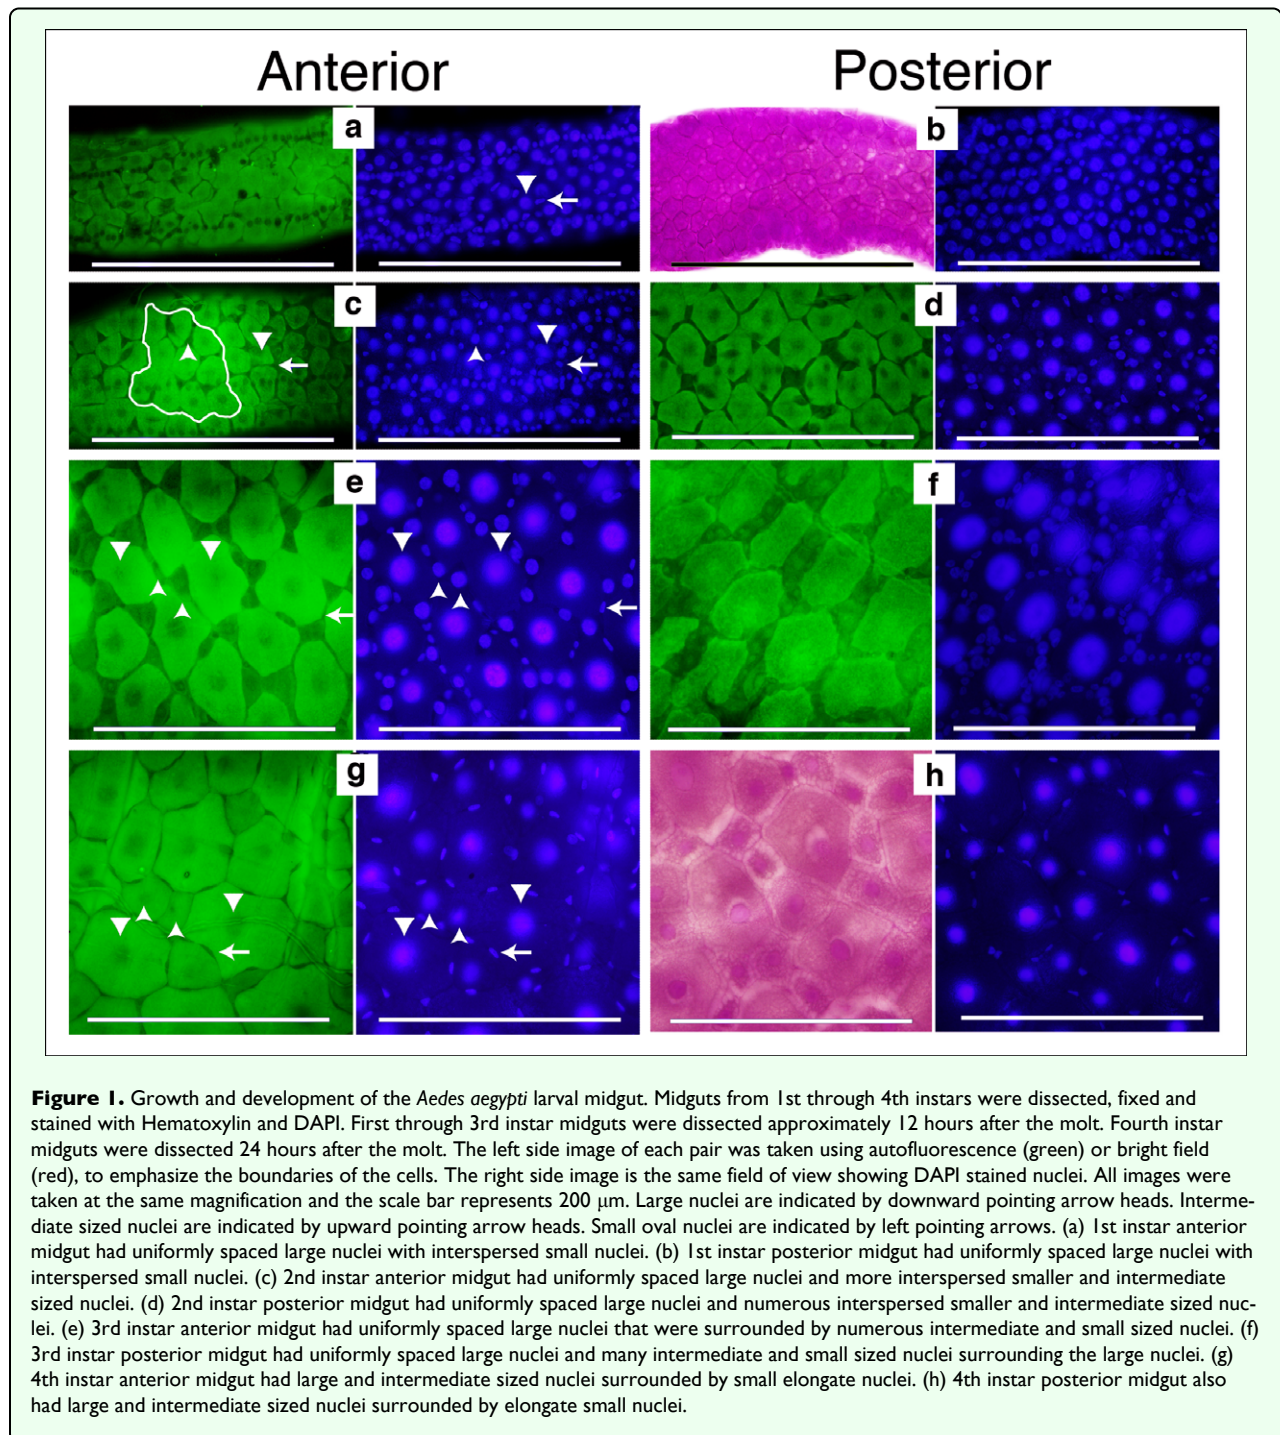 Anterior
Posterior
a
b
c
d
e
f
g
h
Figure 1. Growth and development of the Aedes aegypti larval midgut. Midguts from 1st through 4th instars were dissected, fixed and
stained with Hematoxylin and DAPI. First through 3rd instar midguts were dissected approximately 12 hours after the molt. Fourth instar
midguts were dissected 24 hours after the molt. The left side image of each pair was taken using autofluorescence (green) or bright field
(red), to emphasize the boundaries of the cells. The right side image is the same field of view showing DAPI stained nuclei. All images were
taken at the same magnification and the scale bar represents 200 μm. Large nuclei are indicated by downward pointing arrow heads. Interme-
diate sized nuclei are indicated by upward pointing arrow heads. Small oval nuclei are indicated by left pointing arrows. (a) 1st instar anterior
midgut had uniformly spaced large nuclei with interspersed small nuclei. (b) 1st instar posterior midgut had uniformly spaced large nuclei with
interspersed small nuclei. (c) 2nd instar anterior midgut had uniformly spaced large nuclei and more interspersed smaller and intermediate
sized nuclei. (d) 2nd instar posterior midgut had uniformly spaced large nuclei and numerous interspersed smaller and intermediate sized nuc-
lei. (e) 3rd instar anterior midgut had uniformly spaced large nuclei that were surrounded by numerous intermediate and small sized nuclei. (f)
3rd instar posterior midgut had uniformly spaced large nuclei and many intermediate and small sized nuclei surrounding the large nuclei. (g)
4th instar anterior midgut had large and intermediate sized nuclei surrounded by small elongate nuclei. (h) 4th instar posterior midgut also
had large and intermediate sized nuclei surrounded by elongate small nuclei.